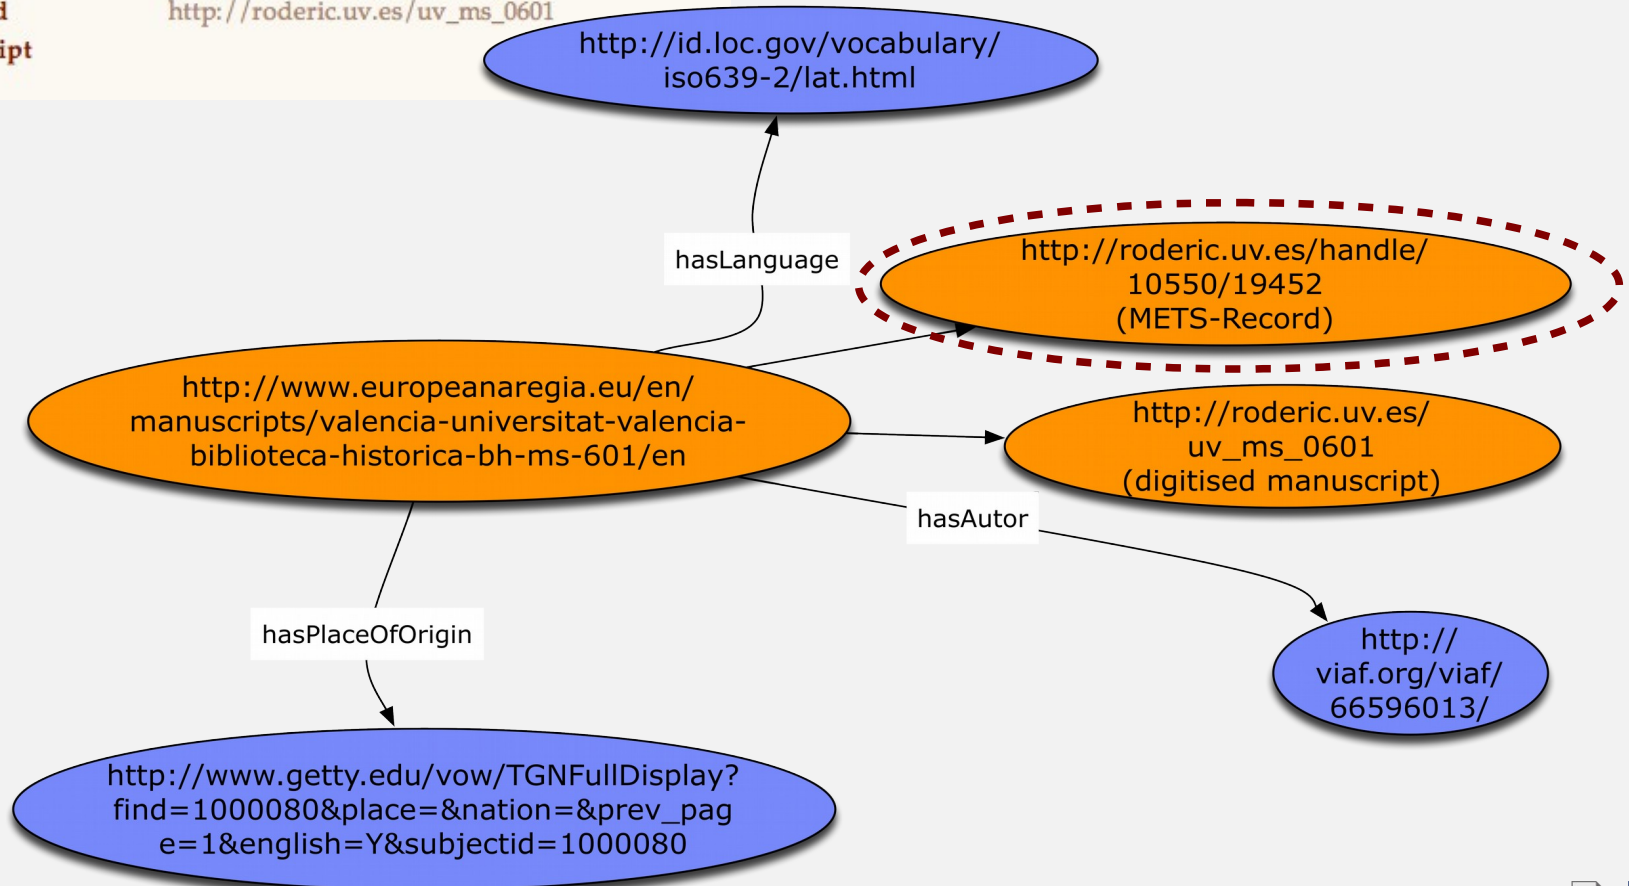 http://roderic.uv.es/uv_ms_0601
http://id.loc.gov/vocabulary/
iso639-2/lat.html
hasLanguage
http://roderic.uv.es/handle/
10550/19452
(METS-Record)
http://www.europeanaregia.eu/en/
manuscripts/valencia-universitat-valencia-
biblioteca-historica-bh-ms-601/en
http://roderic.uv.es/
uv_ms_0601
(digitised manuscript)
hasAutor
hasPlaceOfOrigin
http://
viaf.org/viaf/
66596013/
http://www.getty.edu/vow/TGNFullDisplay?
find=1000080&place=&nation=&prev_pag
e=1&english=Y&subjectid=1000080